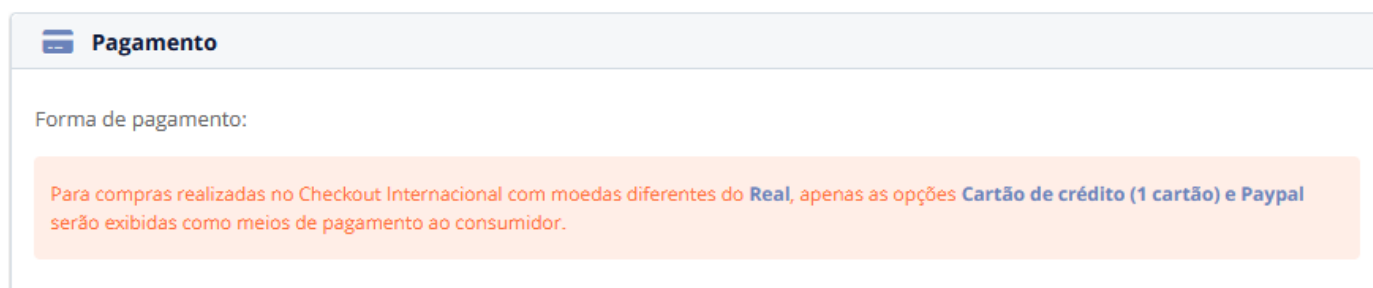 Pagamento
Forma de pagamento:
Para compras realizadas no Checkout Internacional com moedas diferentes do Real, apenas as opções Cartão de crédito (1 cartão) e Paypal
serão exibidas como meios de pagamento ao consumidor.